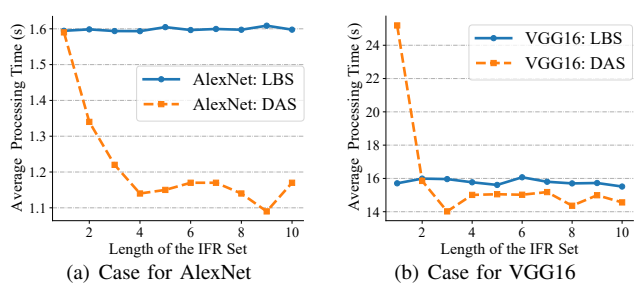 Average Processing Time (s)
1.6
1.5
1.4
1.3
1.2
1.1
AlexNet: LBS
AlexNet: DAS
2 4 6 8 10
Length of the IFR Set
(a) Case for AlexNet
Average Processing Time (s)
24
22
20
18
16
14
VGG16: LBS
VGG16: DAS
2 4 6 8 10
Length of the IFR Set
(b) Case for VGG16